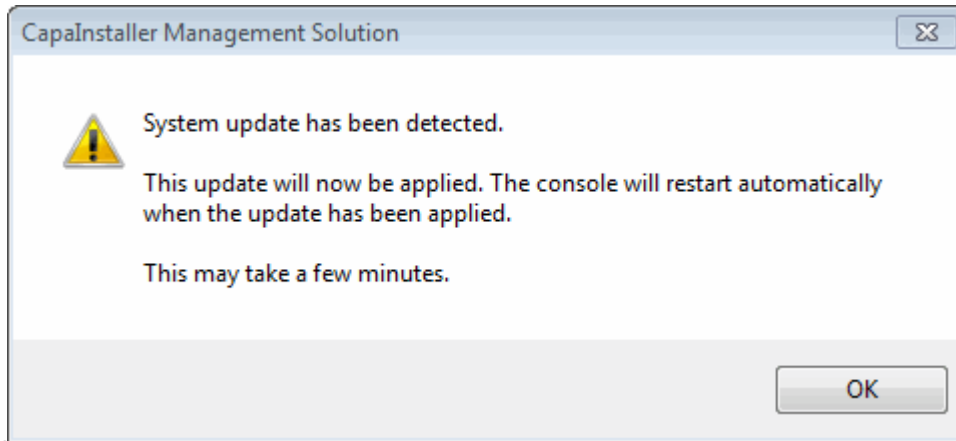 CapaInstaller Management Solution
System update has been detected.
This update will now be applied. The console will restart automatically
when the update has been applied.
This may take a few minutes.
OK